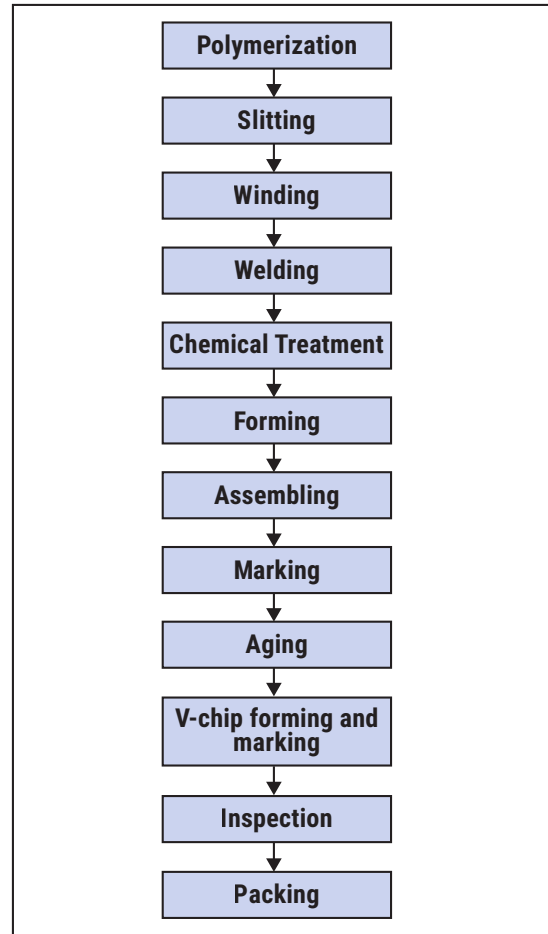 Polymerization
Slitting
Winding
Welding
Chemical Treatment
Forming
Assembling
Marking
Aging
V-chip forming and
marking
Inspection
Packing